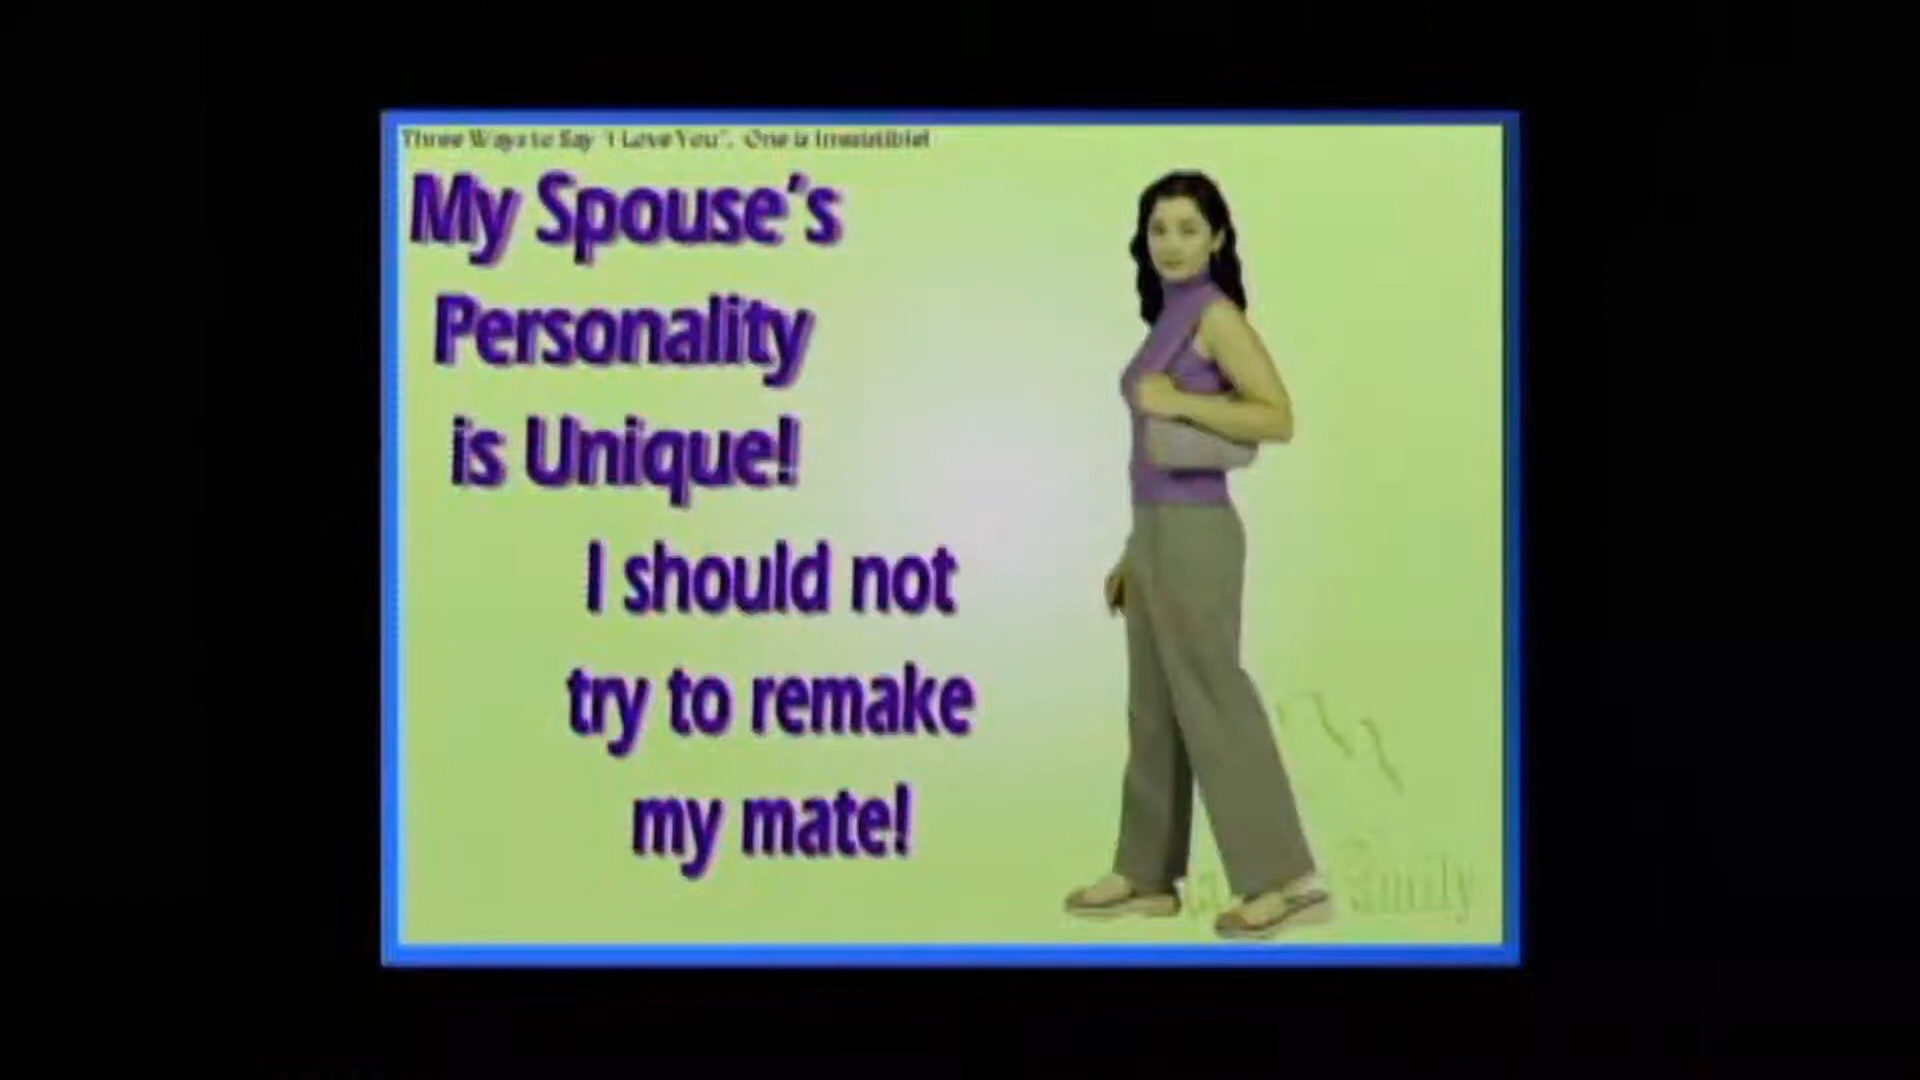 Three Ways to Say "I Love You". One is Irresistible!
My Spouse's
Personality
is Unique!
I should not
try to remake
my mate!